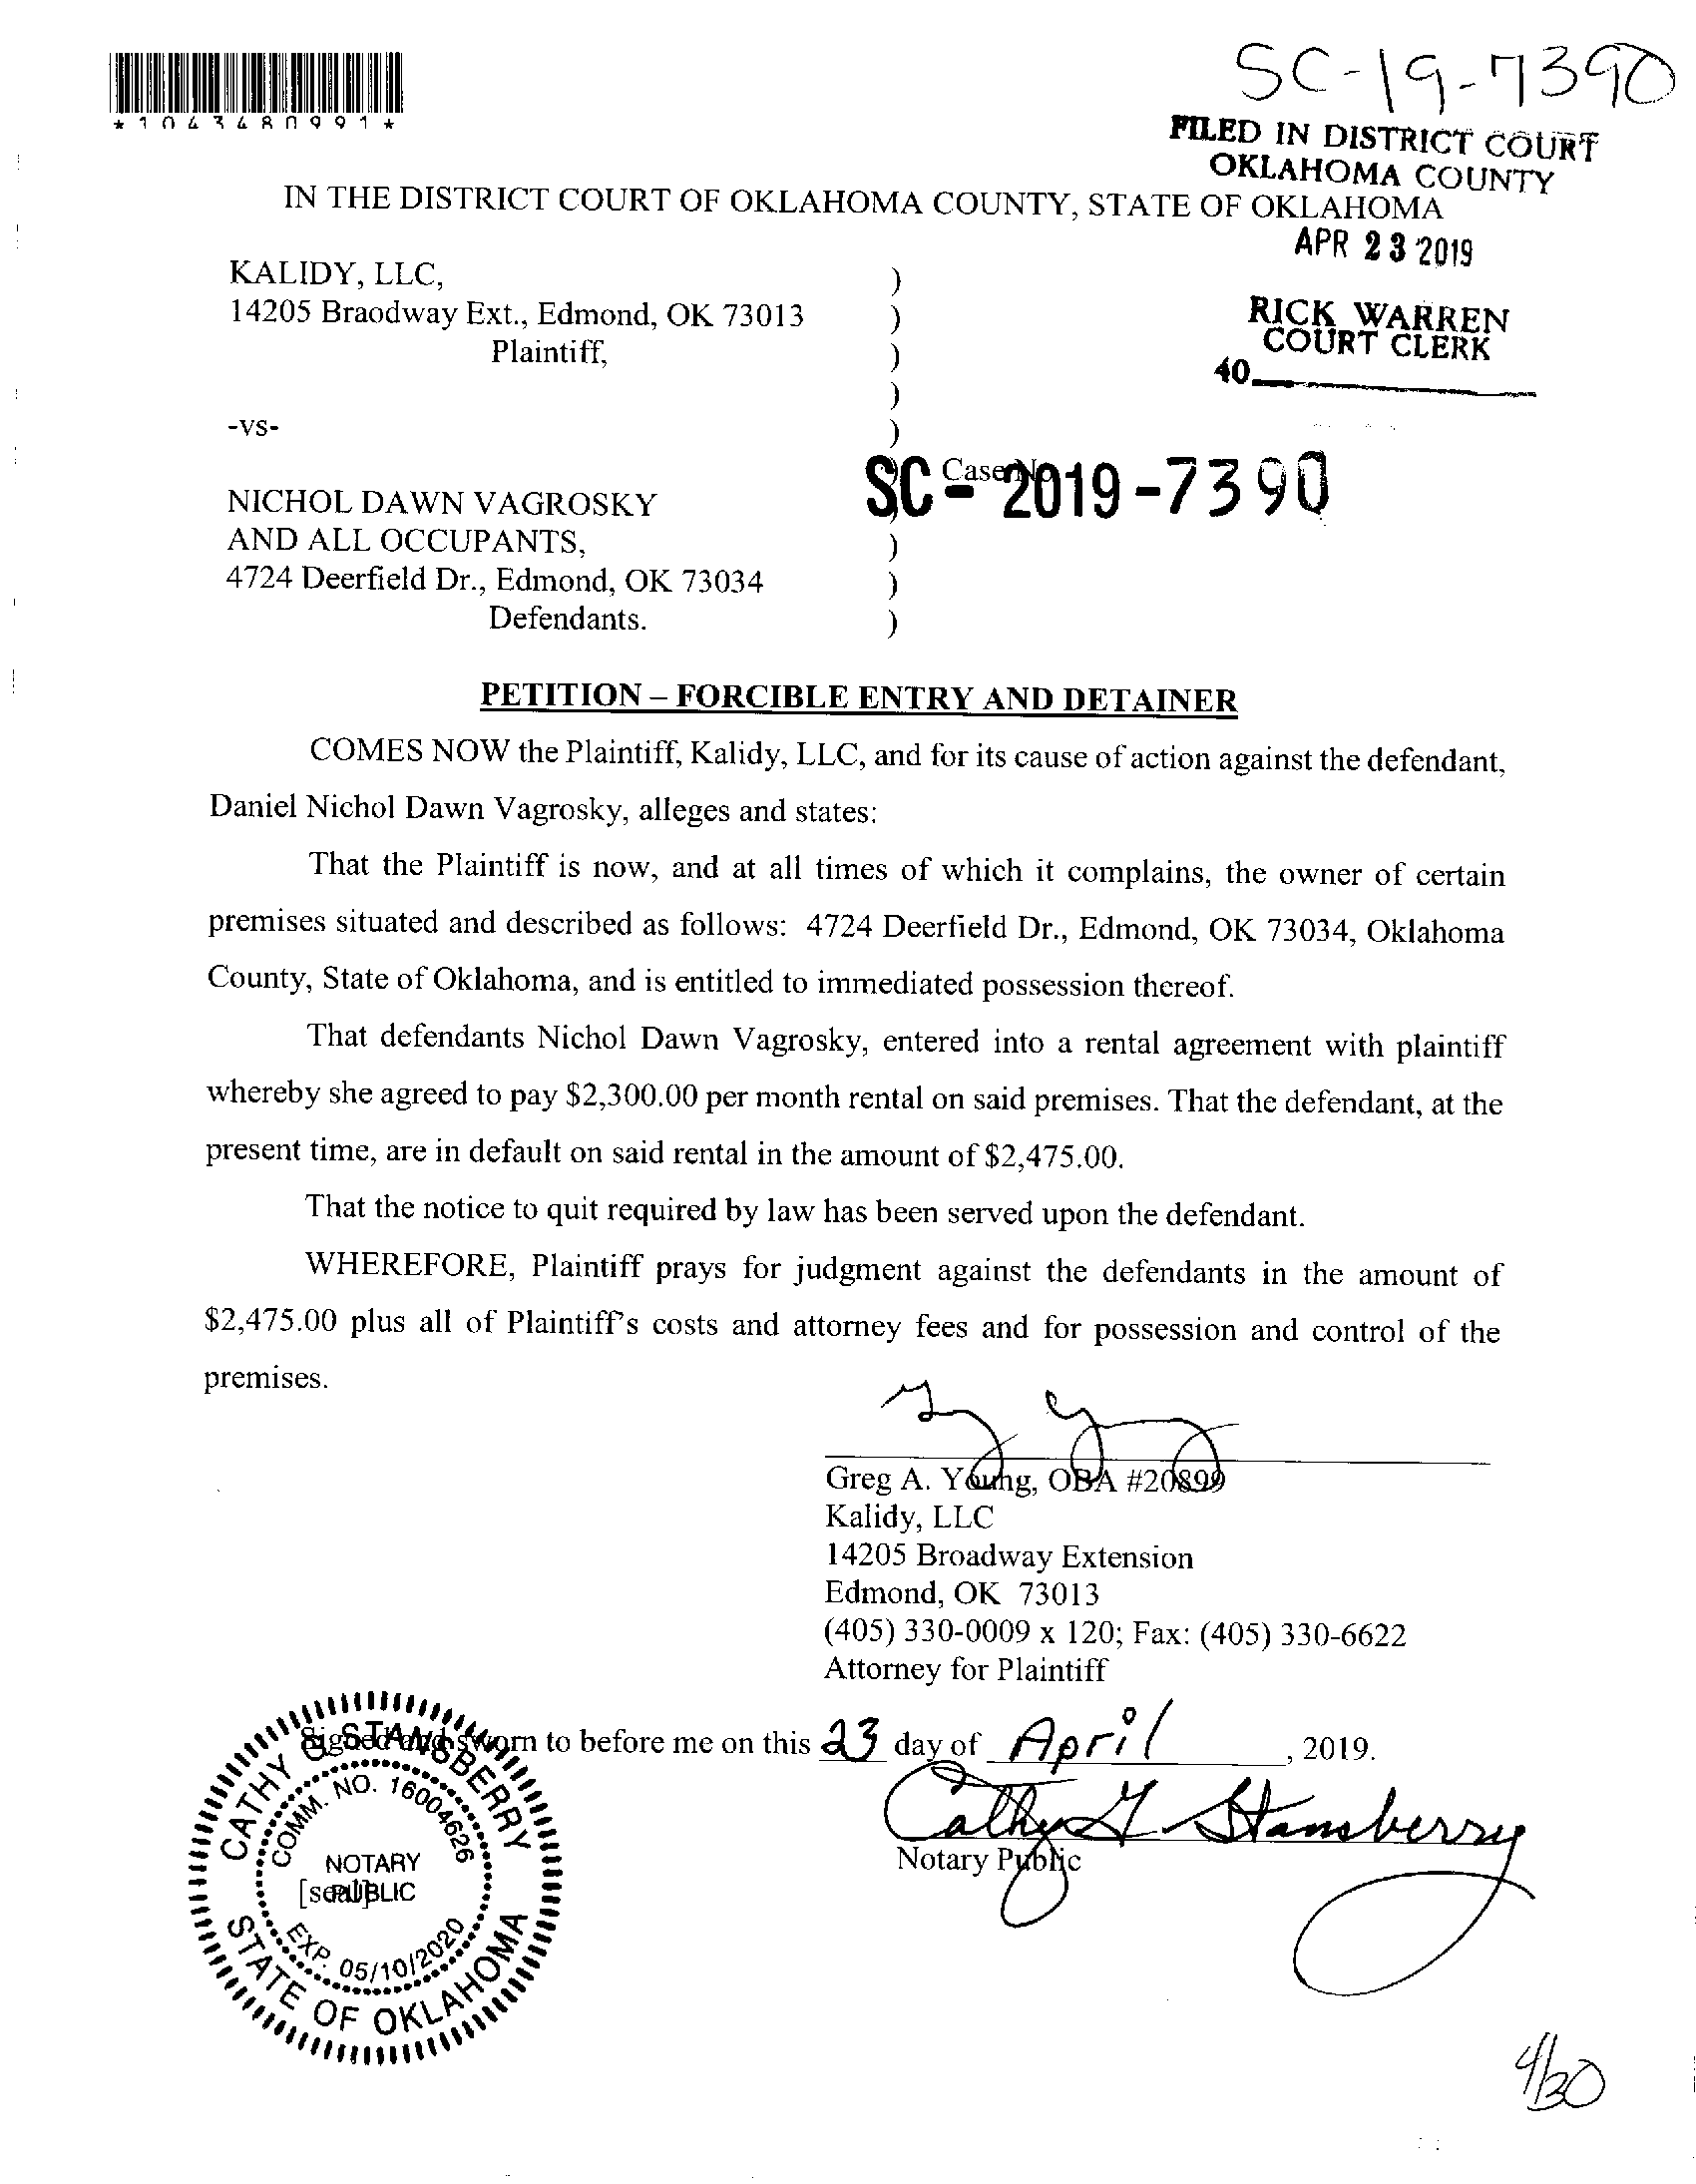 SC-19-7390
*1043480991*
FILED IN DISTRICT COURT
OKLAHOMA COUNTY
IN THE DISTRICT COURT OF OKLAHOMA COUNTY, STATE OF OKLAHOMA
APR 23 2019
KALIDY, LLC, )
14205 Braodway Ext., Edmond, OK 73013 )
Plaintiff, )
)
RICK WARREN
COURT CLERK
40
-vs- )
Case No.
SC-2019-7390
NICHOL DAWN VAGROSKY )
AND ALL OCCUPANTS, )
4724 Deerfield Dr., Edmond, OK 73034 )
Defendants. )
PETITION – FORCIBLE ENTRY AND DETAINER
COMES NOW the Plaintiff, Kalidy, LLC, and for its cause of action against the defendant,
Daniel Nichol Dawn Vagrosky, alleges and states:
That the Plaintiff is now, and at all times of which it complains, the owner of certain
premises situated and described as follows: 4724 Deerfield Dr., Edmond, OK 73034, Oklahoma
County, State of Oklahoma, and is entitled to immediated possession thereof.
That defendants Nichol Dawn Vagrosky, entered into a rental agreement with plaintiff
whereby she agreed to pay $2,300.00 per month rental on said premises. That the defendant, at the
present time, are in default on said rental in the amount of $2,475.00.
That the notice to quit required by law has been served upon the defendant.
WHEREFORE, Plaintiff prays for judgment against the defendants in the amount of
$2,475.00 plus all of Plaintiff's costs and attorney fees and for possession and control of the
premises.
Greg A. Young, OBA #20899
Kalidy, LLC
14205 Broadway Extension
Edmond, OK 73013
(405) 330-0009 x 120; Fax: (405) 330-6622
Attorney for Plaintiff
Signed and sworn to before me on this 23 day of April, 2019.
Cathy G Stansberry
Notary Public
CATHY G STANSBERRY
COMM. NO. 16004626
NOTARY
PUBLIC
[seal]
EXP. 05/10/2020
STATE OF OKLAHOMA
4/30